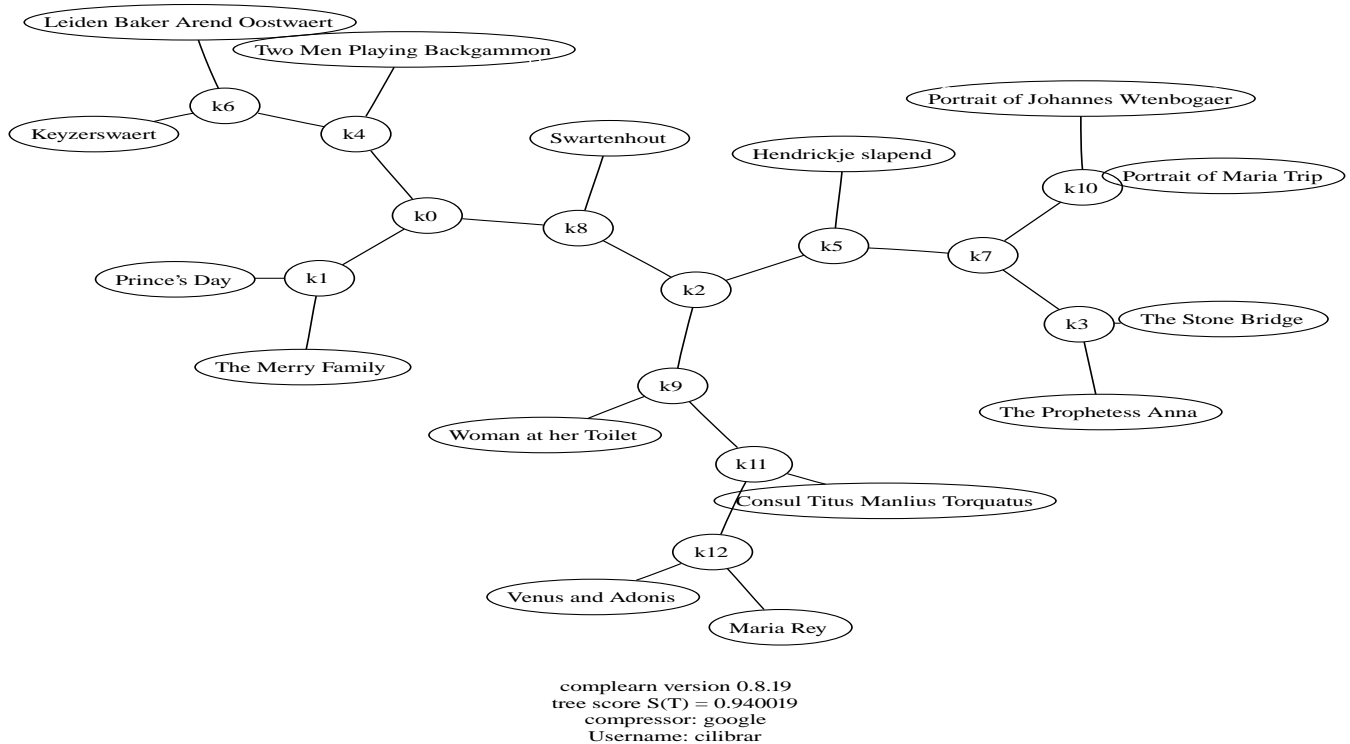 Leiden Baker Arend Oostwaert
Two Men Playing Backgammon
Portrait of Johannes Wtenbogaer
k6
Keyzerswaert
k4
Swartenhout
Hendrickje slapend
k10
Portrait of Maria Trip
k0
k8
k5
k7
Prince's Day
k1
k2
k3
The Stone Bridge
The Merry Family
k9
The Prophetess Anna
Woman at her Toilet
k11
Consul Titus Manlius Torquatus
k12
Venus and Adonis
Maria Rey
complearn version 0.8.19
tree score S(T) = 0.940019
compressor: google
Username: cilibrar